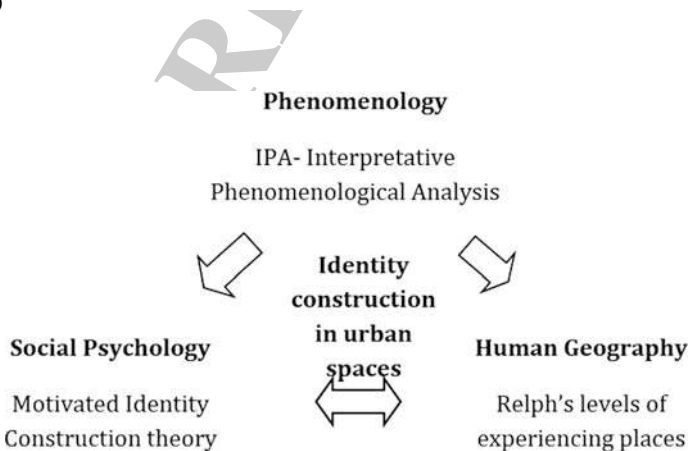 Phenomenology
IPA- Interpretative
Phenomenological Analysis
Identity
construction
in urban
spaces
Social Psychology
Motivated Identity
Construction theory
Human Geography
Relph's levels of
experiencing places